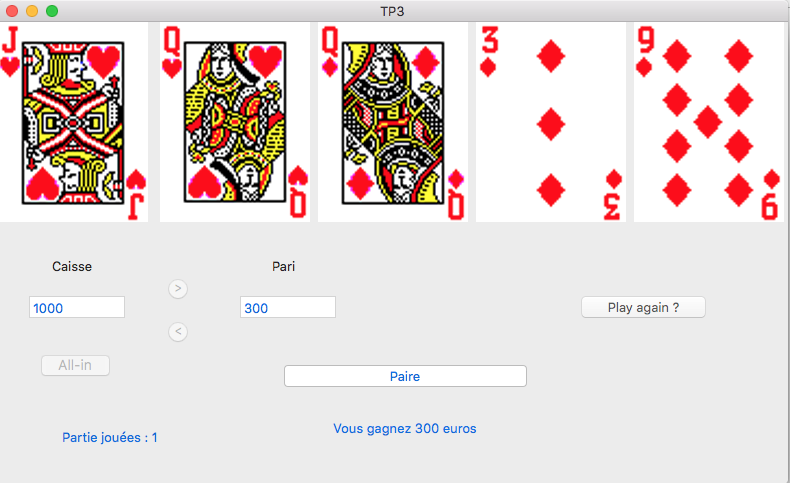 TP3
J Q Q 3 9
J Q Q 3 9
Caisse Pari
>
1000 300 Play again ?
<
All-in
Paire
Vous gagnez 300 euros
Partie jouées : 1